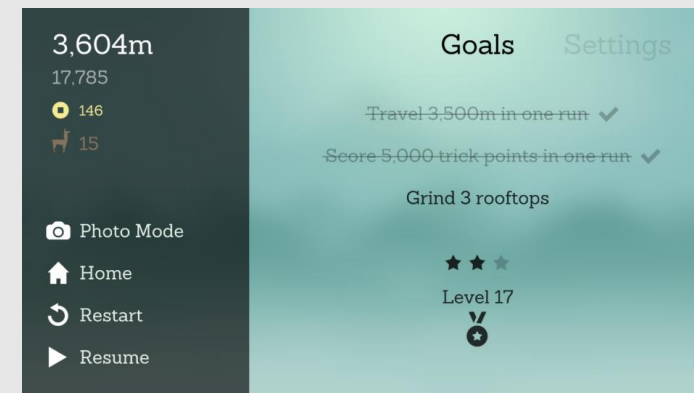 3,604m
17,785
146
15
Photo Mode
Home
Restart
Resume
Goals Settings
Travel 3,500m in one run
Score 5,000 trick points in one run
Grind 3 rooftops
Level 17